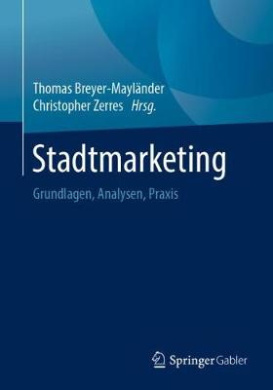 Thomas Breyer-Mayländer
Christopher Zerres Hrsg.
Stadtmarketing
Grundlagen, Analysen, Praxis
Springer Gabler